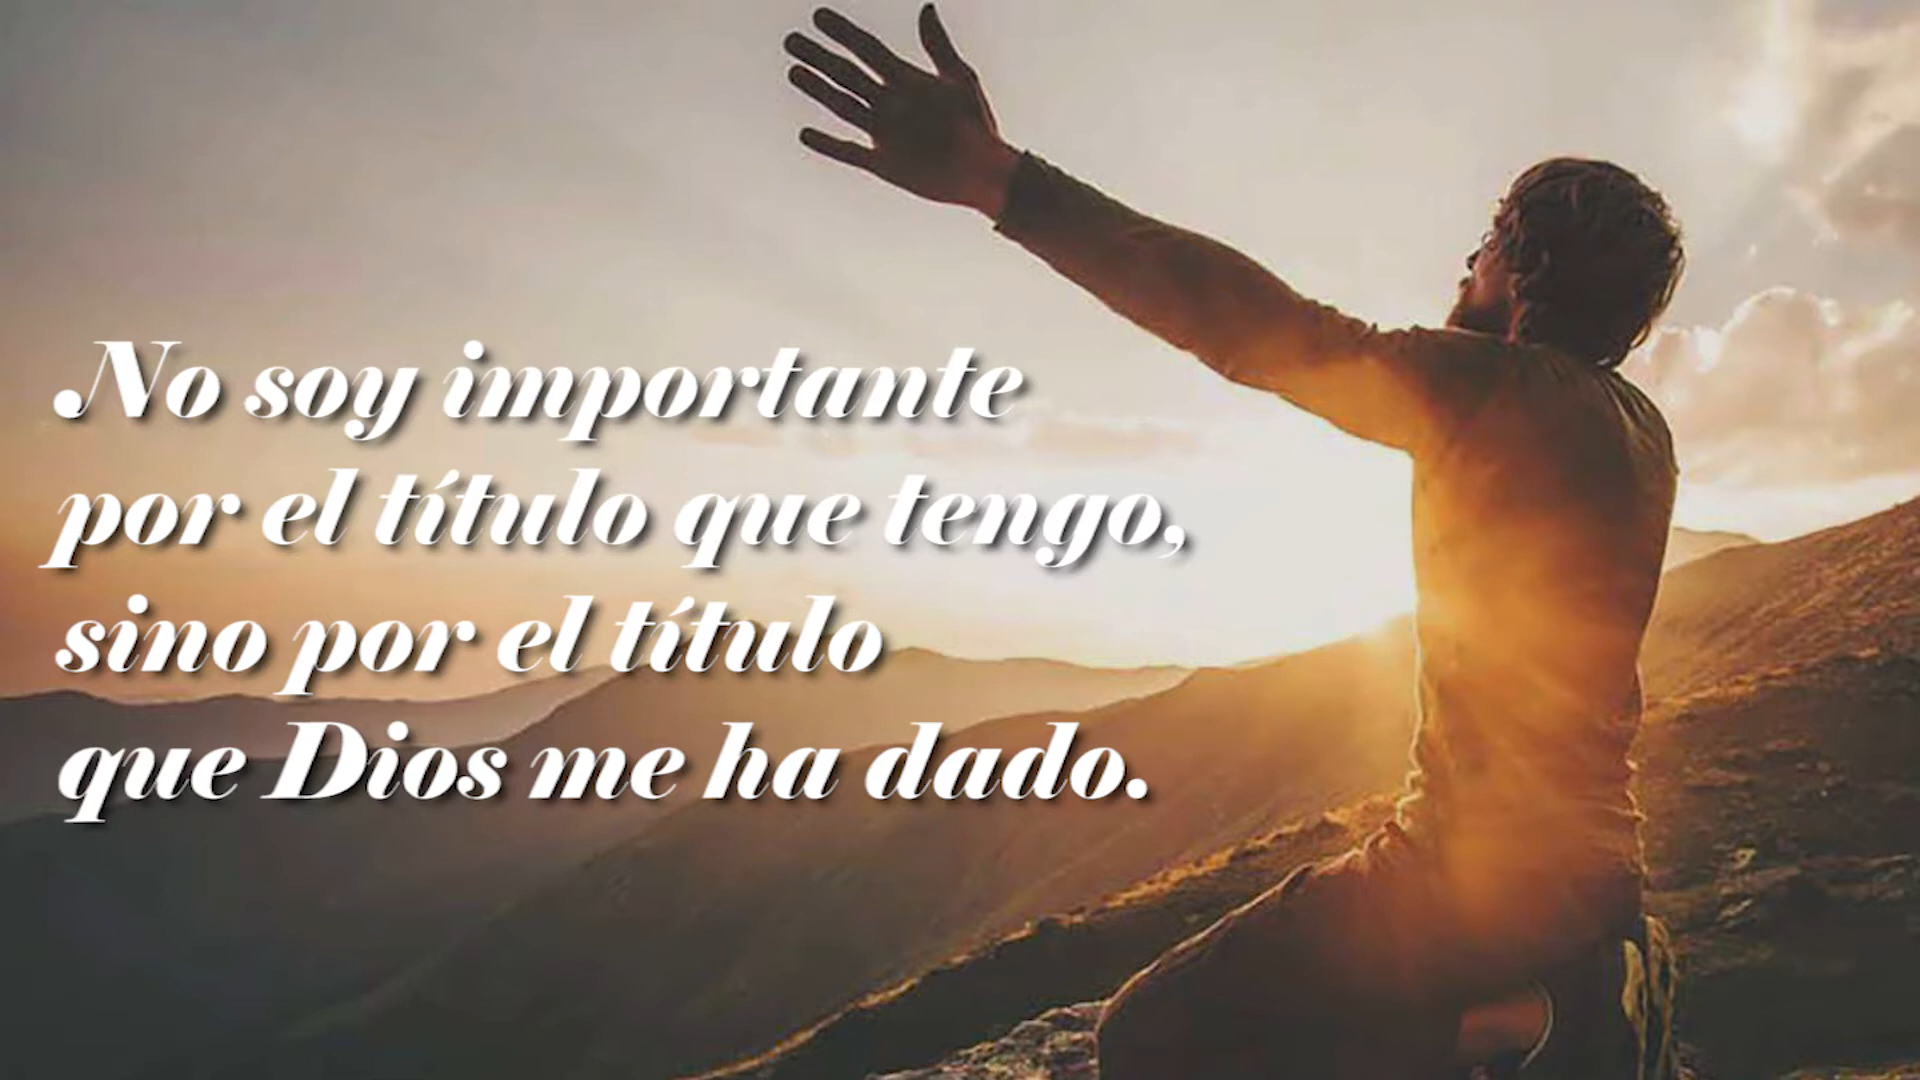 No soy importante
por el título que tengo,
sino por el título
que Dios me ha dado.